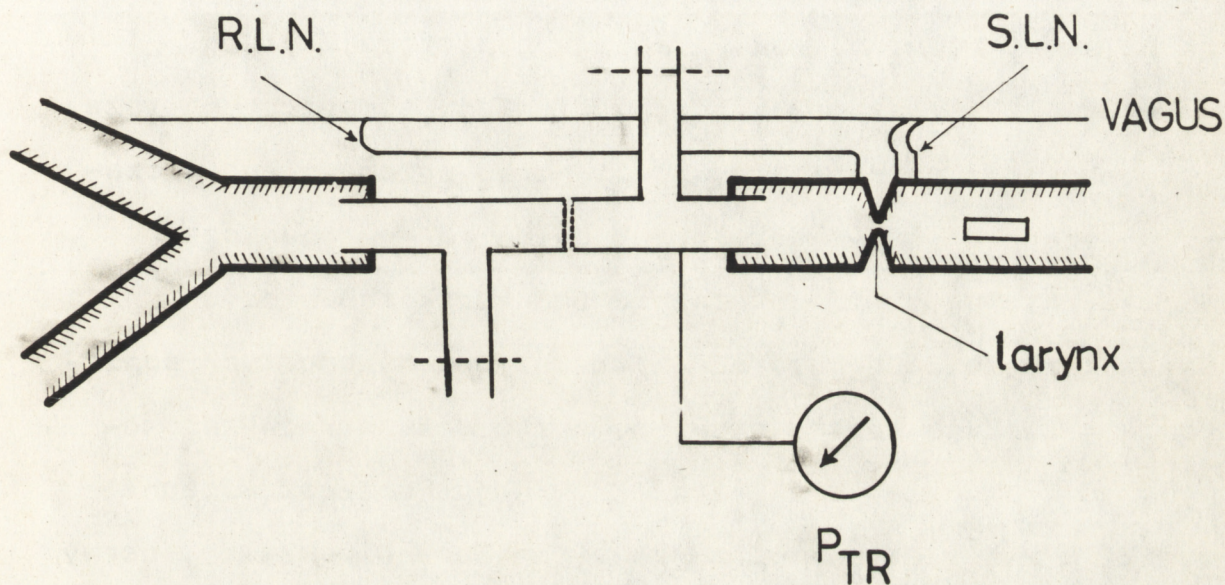 R.L.N.
S.L.N.
VAGUS
larynx
PTR